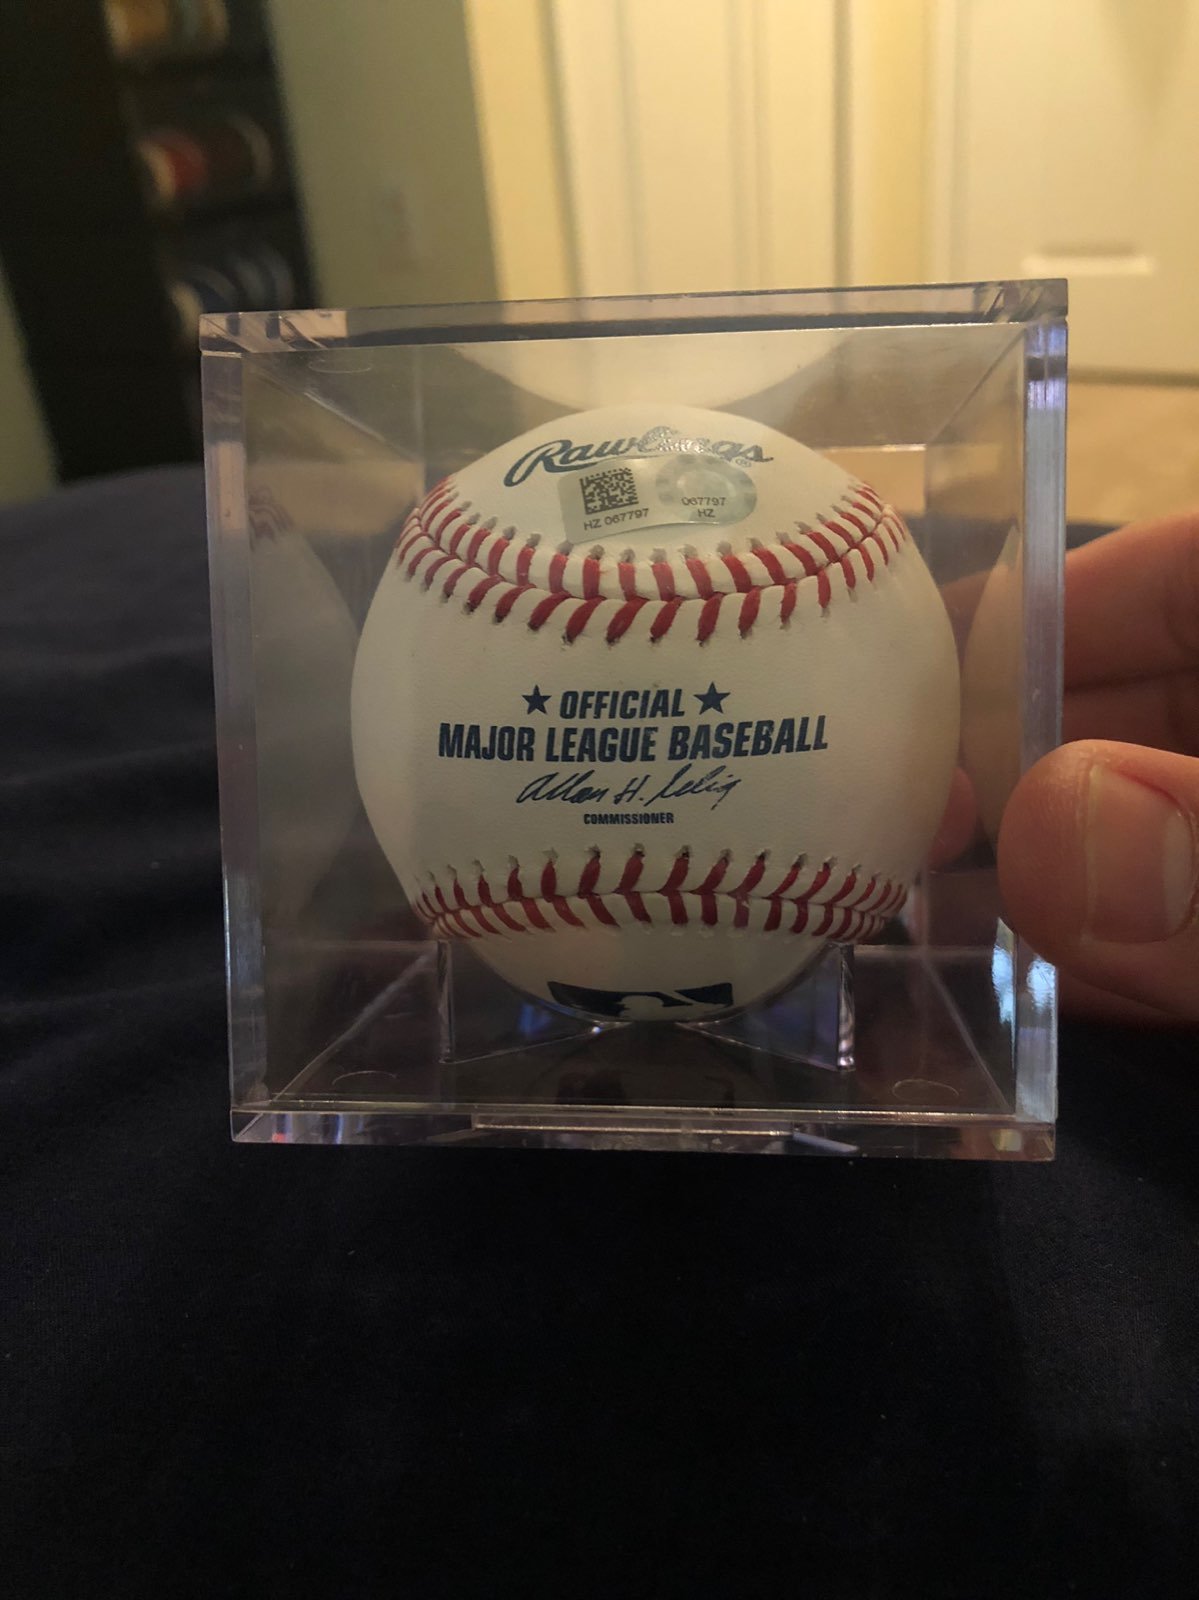 Rawlings®
HZ 067797
067797
HZ
★ OFFICIAL ★
MAJOR LEAGUE BASEBALL
Allan H. Selig
COMMISSIONER